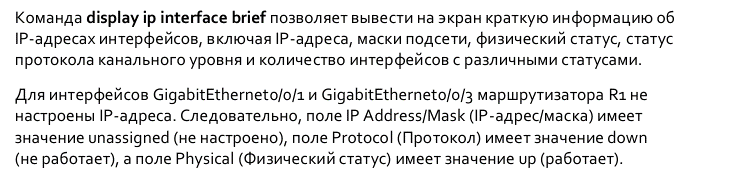 Команда display ip interface brief позволяет вывести на экран краткую информацию об
IP-адресах интерфейсов, включая IP-адреса, маски подсети, физический статус, статус
протокола канального уровня и количество интерфейсов с различными статусами.
Для интерфейсов GigabitEthernet0/0/1 и GigabitEthernet0/0/3 маршрутизатора R1 не
настроены IP-адреса. Следовательно, поле IP Address/Mask (IP-адрес/маска) имеет
значение unassigned (не настроено), поле Protocol (Протокол) имеет значение down
(не работает), а поле Physical (Физический статус) имеет значение up (работает).